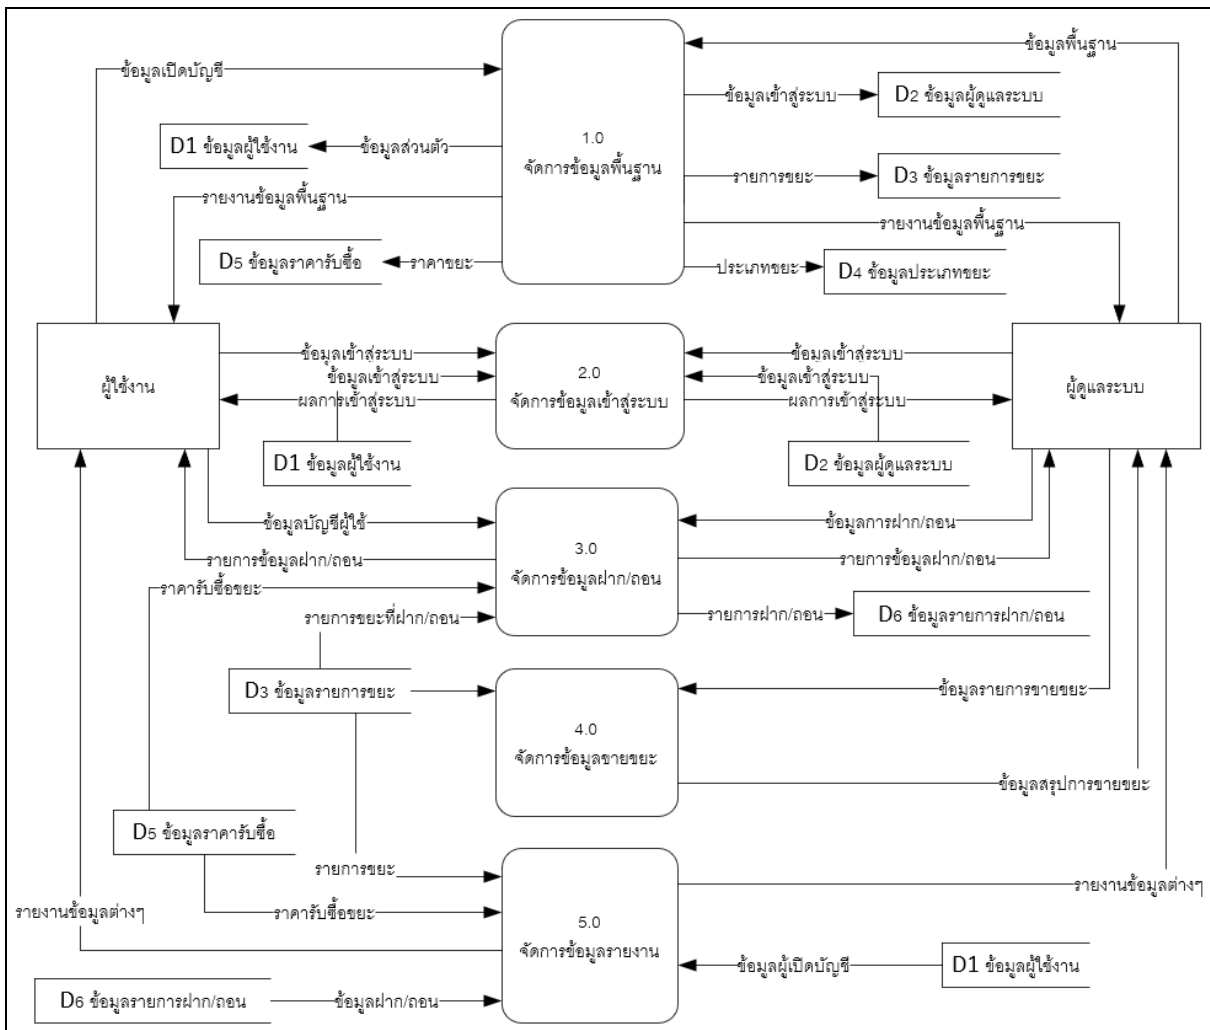 ข้อมูลพื้นฐาน
ข้อมูลเปิดบัญชี
ข้อมูลเข้าสู่ระบบ
D2 ข้อมูลผู้ดูแลระบบ
1.0
จัดการข้อมูลพื้นฐาน
D1 ข้อมูลผู้ใช้งาน
ข้อมูลส่วนตัว
รายการขยะ
D3 ข้อมูลรายการขยะ
รายงานข้อมูลพื้นฐาน
รายงานข้อมูลพื้นฐาน
D5 ข้อมูลราคารับซื้อ
ราคาขยะ
ประเภทขยะ
D4 ข้อมูลประเภทขยะ
ผู้ใช้งาน
ข้อมูลเข้าสู่ระบบ
ข้อมูลเข้าสู่ระบบ
ผลการเข้าสู่ระบบ
2.0
จัดการข้อมูลเข้าสู่ระบบ
ข้อมูลเข้าสู่ระบบ
ข้อมูลเข้าสู่ระบบ
ผลการเข้าสู่ระบบ
ผู้ดูแลระบบ
D1 ข้อมูลผู้ใช้งาน
D2 ข้อมูลผู้ดูแลระบบ
ข้อมูลบัญชีผู้ใช้
ข้อมูลการฝาก/ถอน
3.0
จัดการข้อมูลฝาก/ถอน
รายการข้อมูลฝาก/ถอน
รายการข้อมูลฝาก/ถอน
ราคารับซื้อขยะ
รายการขยะที่ฝาก/ถอน
รายการฝาก/ถอน
D6 ข้อมูลรายการฝาก/ถอน
D3 ข้อมูลรายการขยะ
ข้อมูลรายการขายขยะ
4.0
จัดการข้อมูลขายขยะ
ข้อมูลสรุปการขายขยะ
D5 ข้อมูลราคารับซื้อ
รายการขยะ
รายงานข้อมูลต่างๆ
รายงานข้อมูลต่างๆ
ราคารับซื้อขยะ
5.0
จัดการข้อมูลรายงาน
ข้อมูลผู้เปิดบัญชี
D1 ข้อมูลผู้ใช้งาน
D6 ข้อมูลรายการฝาก/ถอน
ข้อมูลฝาก/ถอน